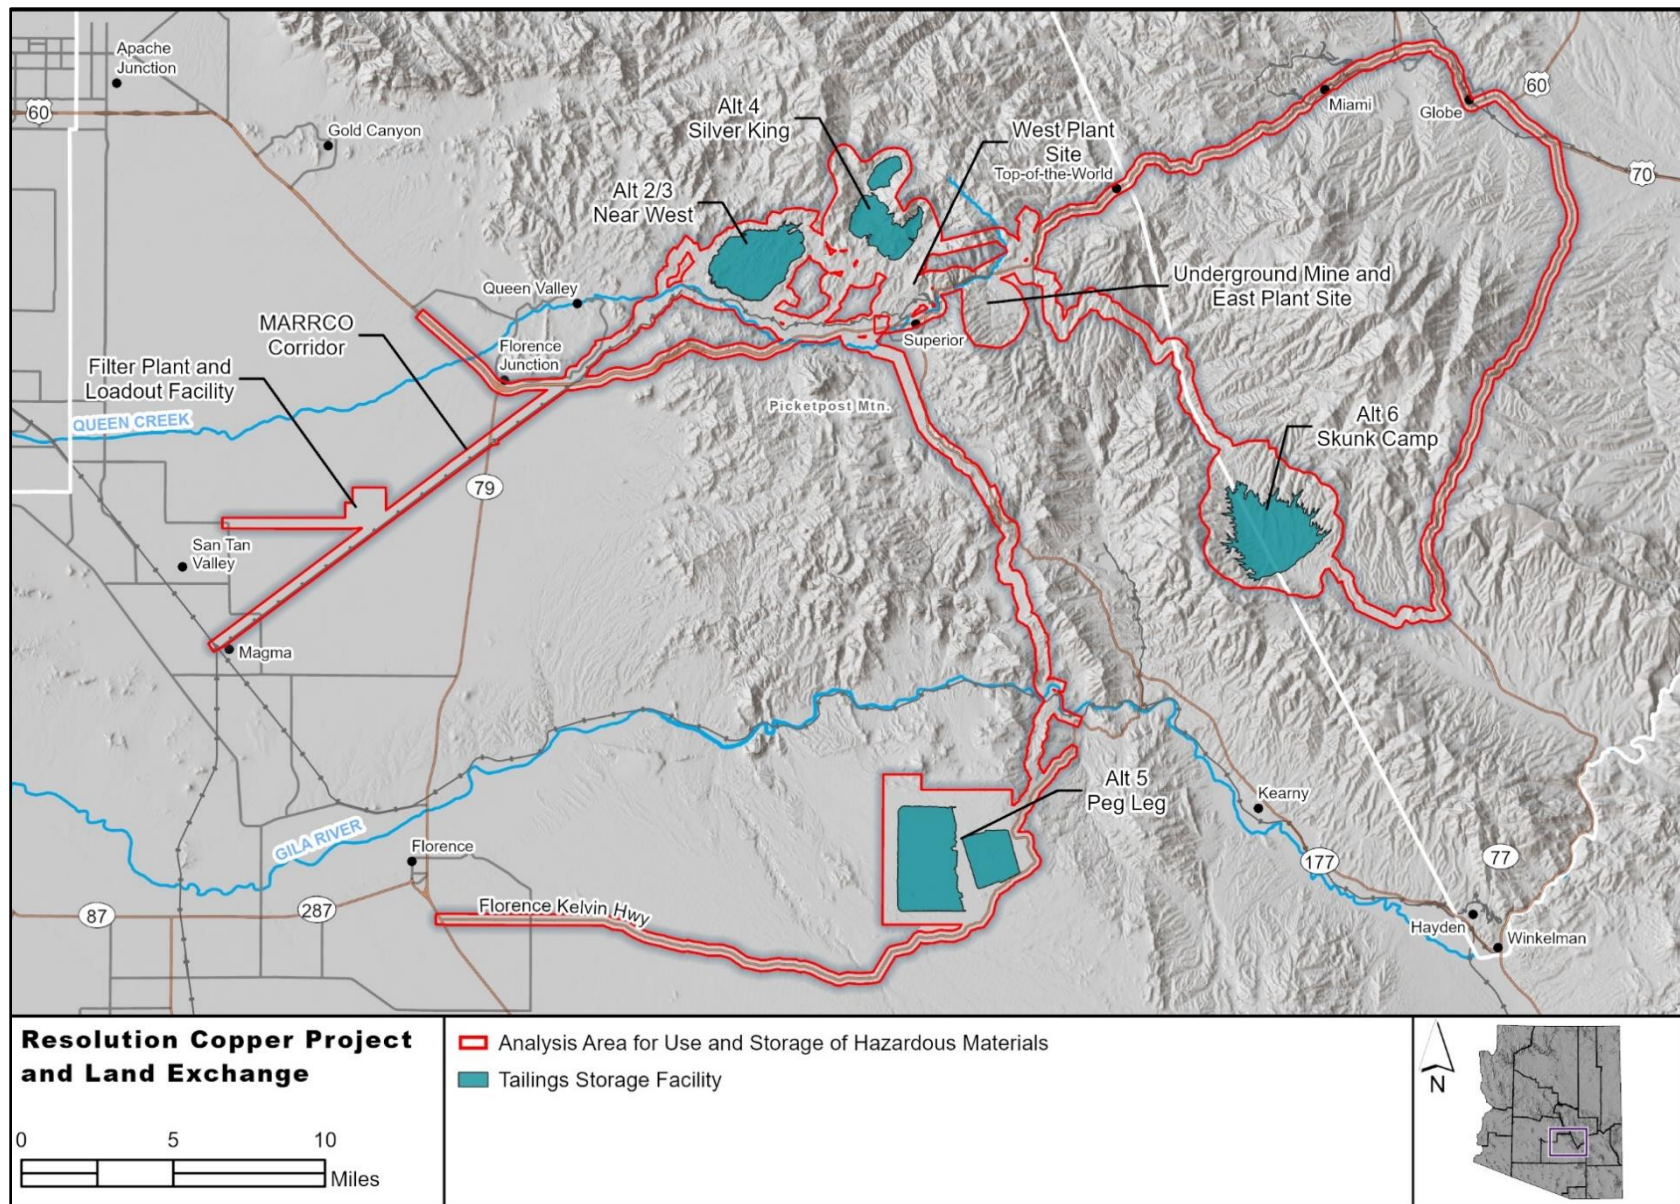 Apache
Junction
60
Gold Canyon
Alt 4
Silver King
West Plant
Site
Top-of-the-World
Miami
Globe
60
70
Alt 2/3
Near West
Queen Valley
Underground Mine and
East Plant Site
MARRCO
Corridor
Florence
Junction
Superior
Filter Plant and
Loadout Facility
QUEEN CREEK
Picketpost Mtn.
Alt 6
Skunk Camp
79
San Tan
Valley
Magma
Alt 5
Peg Leg
Kearny
GILA RIVER
Florence
177
77
87
287
Florence Kelvin Hwy
Hayden
Winkelman
Resolution Copper Project
and Land Exchange
0 5 10
Miles
Analysis Area for Use and Storage of Hazardous Materials
Tailings Storage Facility
N